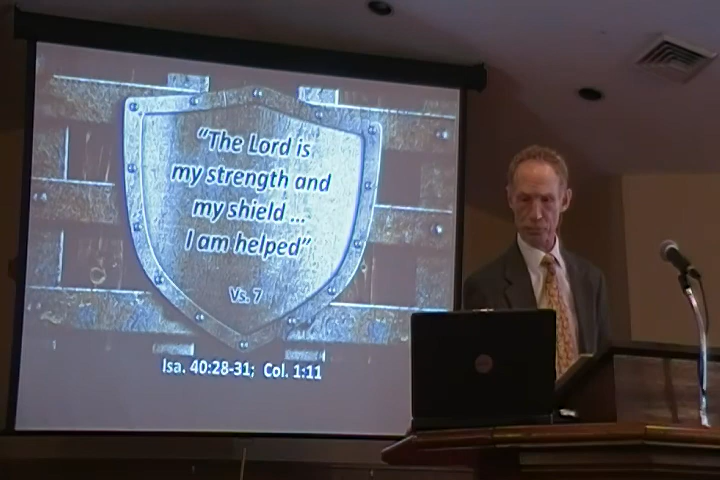 “The Lord is
my strength and
my shield ...
I am helped”
Vs. 7
Isa. 40:28-31;  Col. 1:11